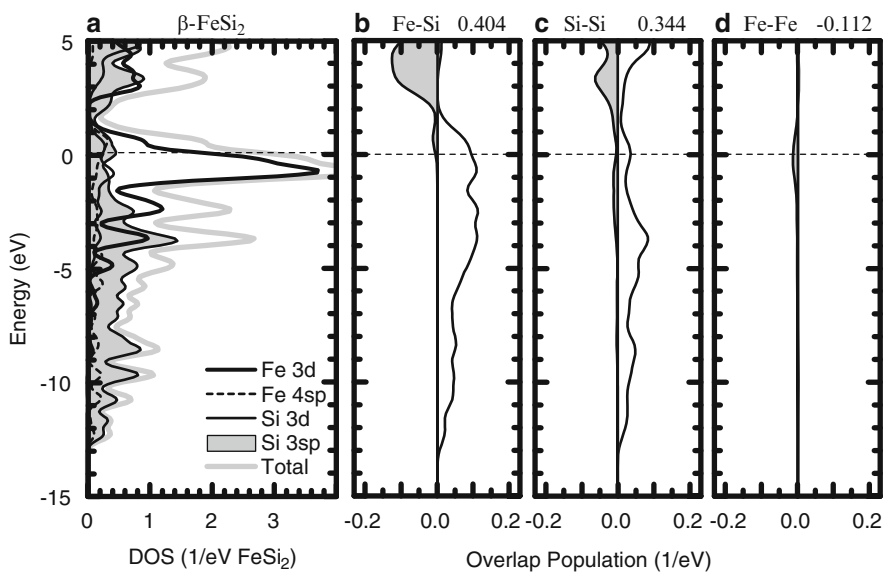 a β-FeSi₂
b Fe-Si 0.404
c Si-Si 0.344
d Fe-Fe -0.112
5
0
-5
-10
-15
Energy (eV)
Fe 3d
Fe 4sp
Si 3d
Si 3sp
Total
0 1 2 3
-0.2 0.0 0.2
-0.2 0.0 0.2
-0.2 0.0 0.2
DOS (1/eV FeSi₂)
Overlap Population (1/eV)